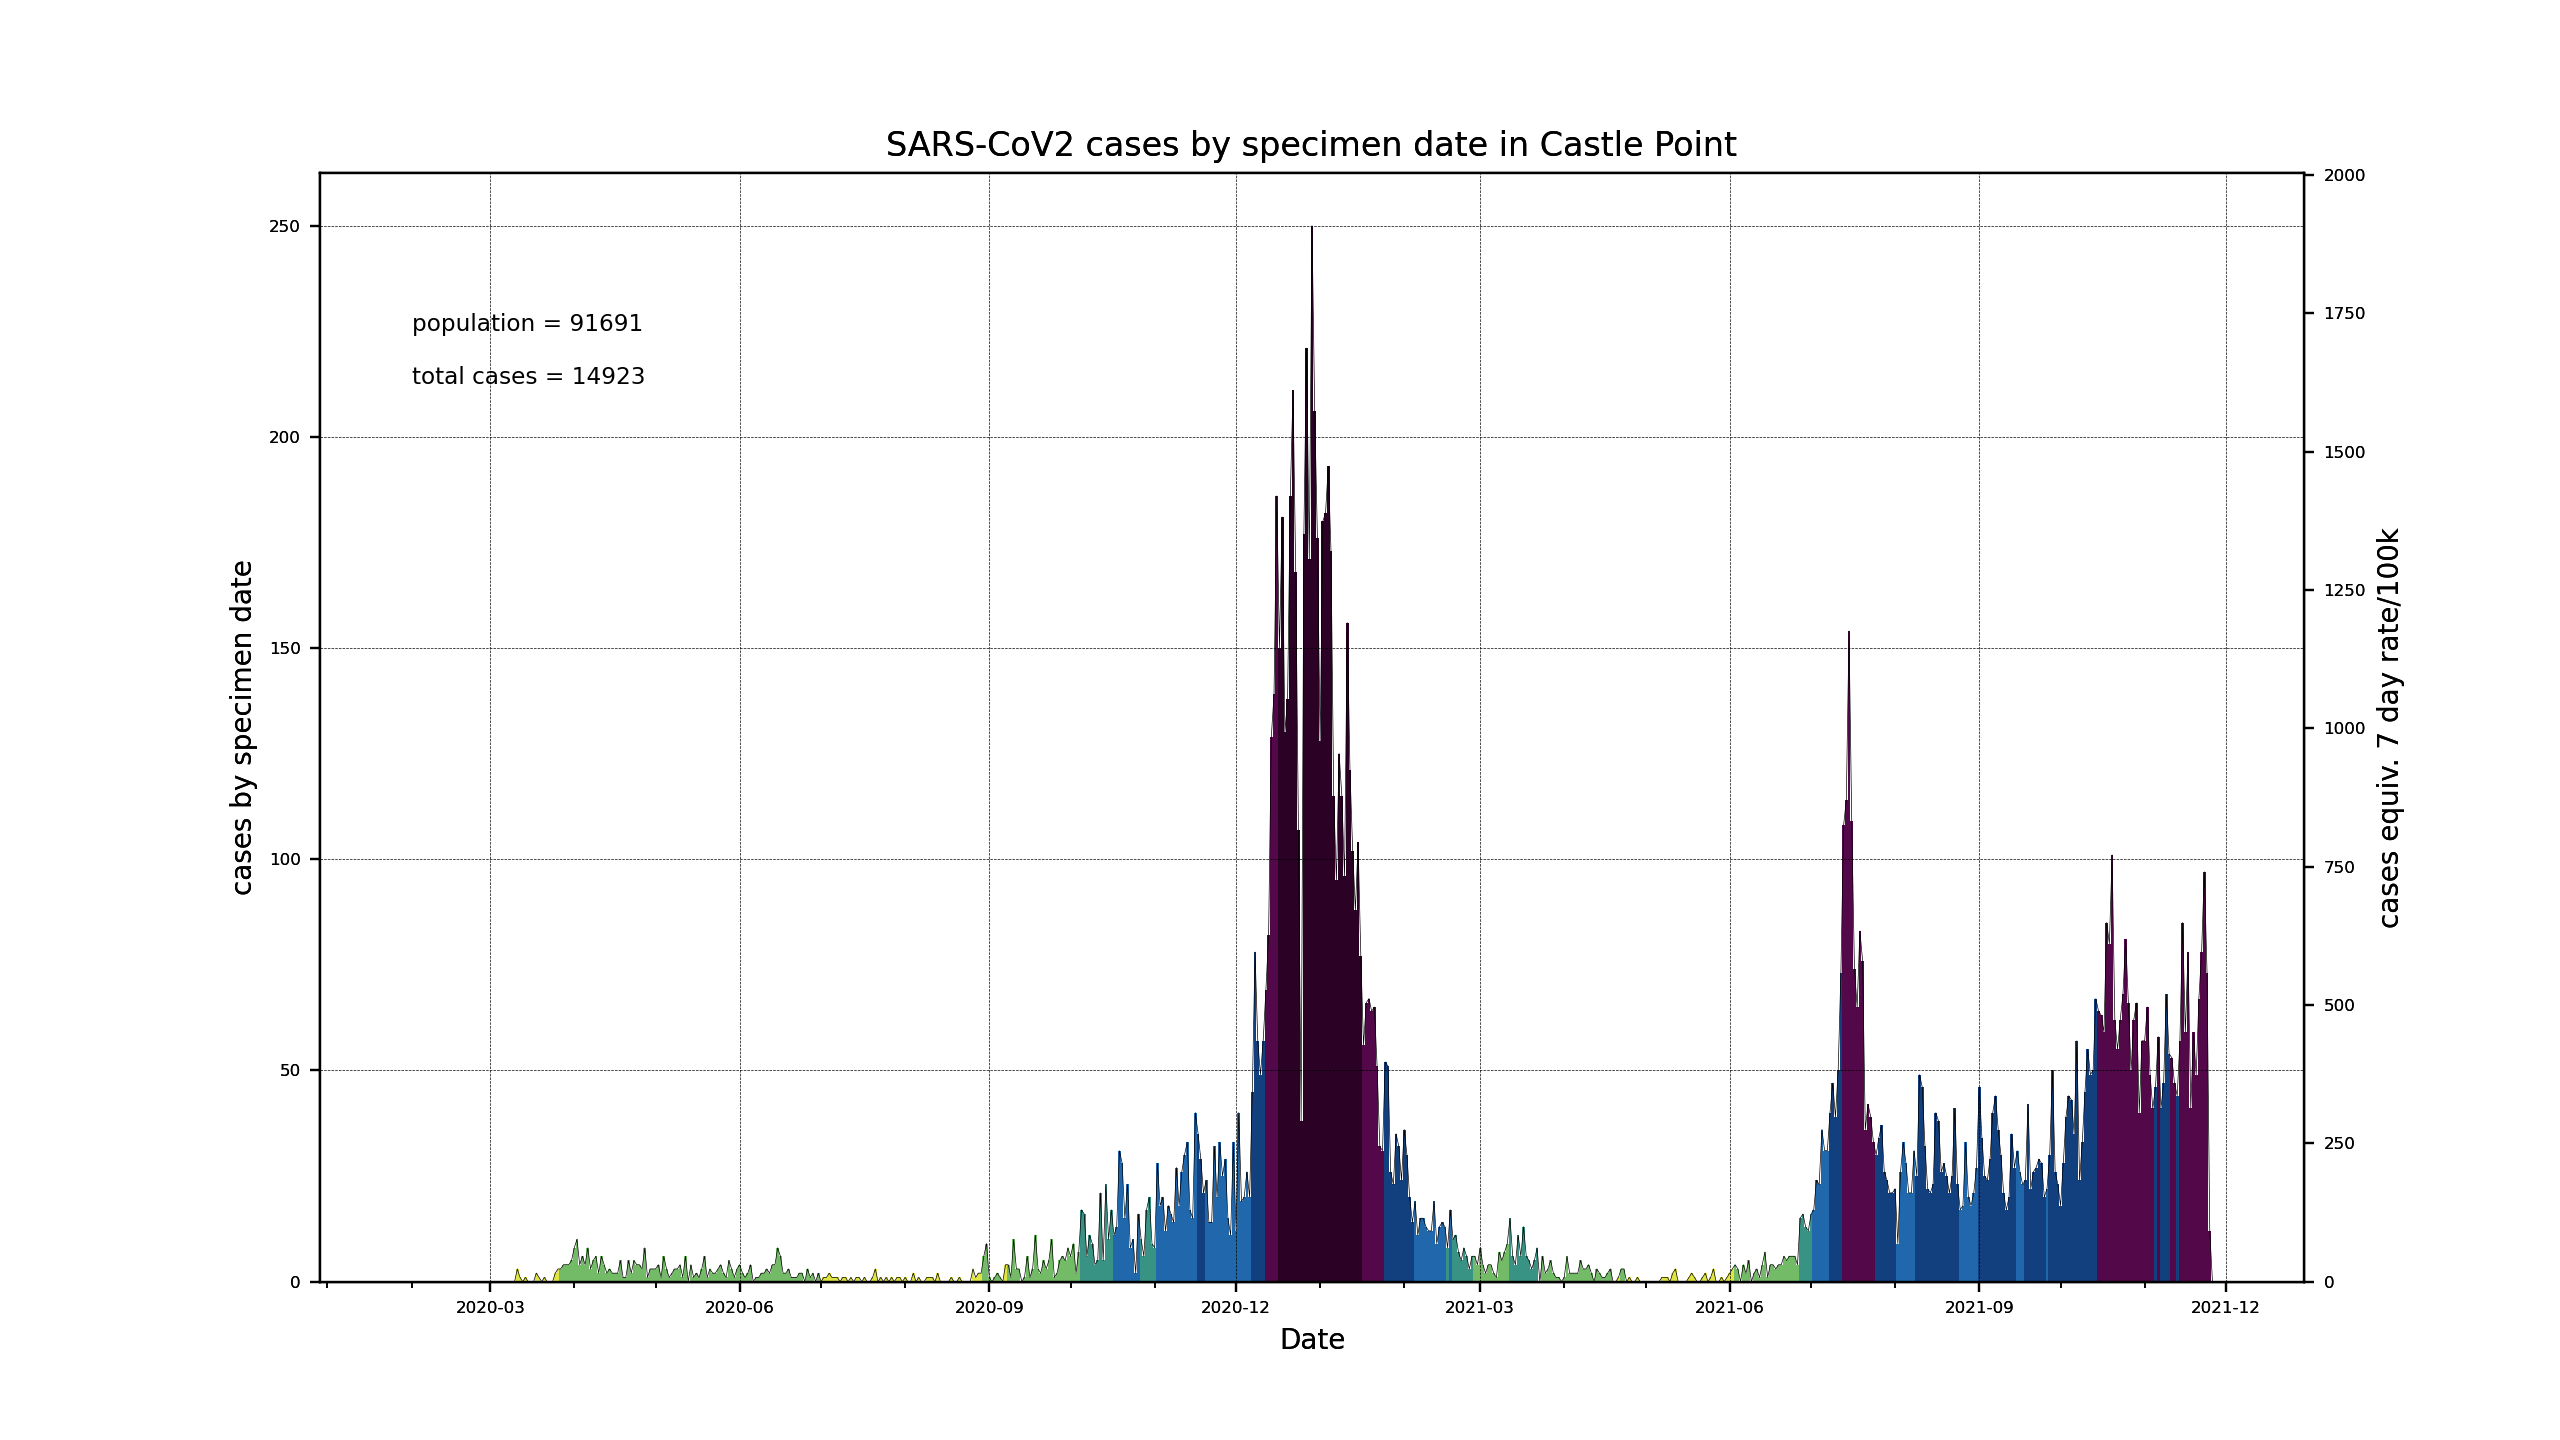 SARS-CoV2 cases by specimen date in Castle Point
population = 91691
total cases = 14923
cases by specimen date
250
200
150
100
50
0
2000
1750
1500
1250
1000
750
500
250
0
cases equiv. 7 day rate/100k
2020-03 2020-06 2020-09 2020-12 2021-03 2021-06 2021-09 2021-12
Date